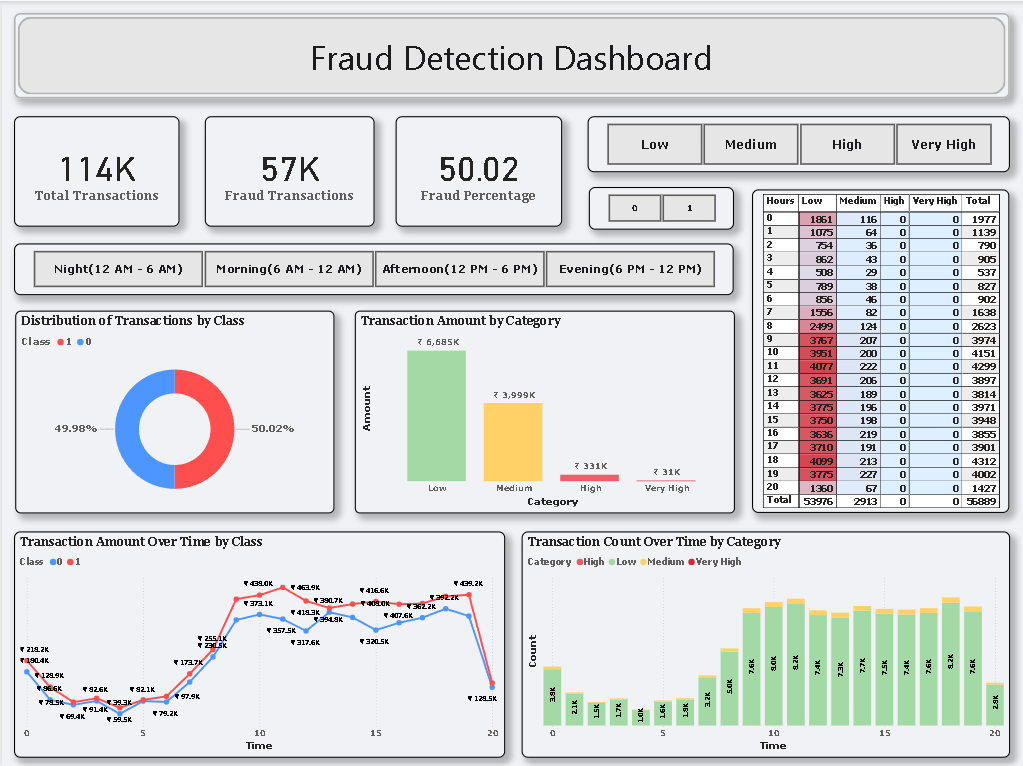 Fraud Detection Dashboard
114K
Total Transactions
57K
Fraud Transactions
50.02
Fraud Percentage
Low Medium High Very High
0 1
Night(12 AM - 6 AM) Morning(6 AM - 12 AM) Afternoon(12 PM - 6 PM) Evening(6 PM - 12 PM)
Hours Low Medium High Very High Total
0 1861 116 0 0 1977
1 1075 64 0 0 1139
2 754 36 0 0 790
3 862 43 0 0 905
4 508 29 0 0 537
5 789 38 0 0 827
6 856 46 0 0 902
7 1556 82 0 0 1638
8 2499 124 0 0 2623
9 3767 207 0 0 3974
10 3951 200 0 0 4151
11 4077 222 0 0 4299
12 3691 206 0 0 3897
13 3625 189 0 0 3814
14 3775 196 0 0 3971
15 3750 198 0 0 3948
16 3636 219 0 0 3855
17 3710 191 0 0 3901
18 4099 213 0 0 4312
19 3775 227 0 0 4002
20 1360 67 0 0 1427
Total 53976 2913 0 0 56889
Distribution of Transactions by Class
Class 1 0
49.98% 50.02%
Transaction Amount by Category
Amount
₹ 6,685K
₹ 3,999K
₹ 331K
₹ 31K
Low Medium High Very High
Category
Transaction Amount Over Time by Class
Class 0 1
₹ 218.2K
₹ 180.4K
₹ 128.9K
₹ 86.6K
₹ 78.5K
₹ 69.4K
₹ 82.6K
₹ 91.4K
₹ 39.3K
₹ 59.5K
₹ 82.1K
₹ 79.2K
₹ 173.7K
₹ 97.9K
₹ 255.1K
₹ 438.0K
₹ 373.1K
₹ 463.9K
₹ 357.5K
₹ 418.3K
₹ 317.6K
₹ 390.7K
₹ 394.8K
₹ 416.6K
₹ 320.5K
₹ 407.6K
₹ 362.2K
₹ 392.2K
₹ 439.2K
₹ 128.5K
0 5 10 15 20
Time
Transaction Count Over Time by Category
Category High Low Medium Very High
Count
3.8K 2.1K 1.5K 1.7K 1.0K 1.6K 1.8K 3.2K 5.0K 7.6K 8.0K 8.2K 7.4K 7.3K 7.7K 7.5K 7.4K 7.6K 8.2K 7.6K 2.8K
0 5 10 15 20
Time